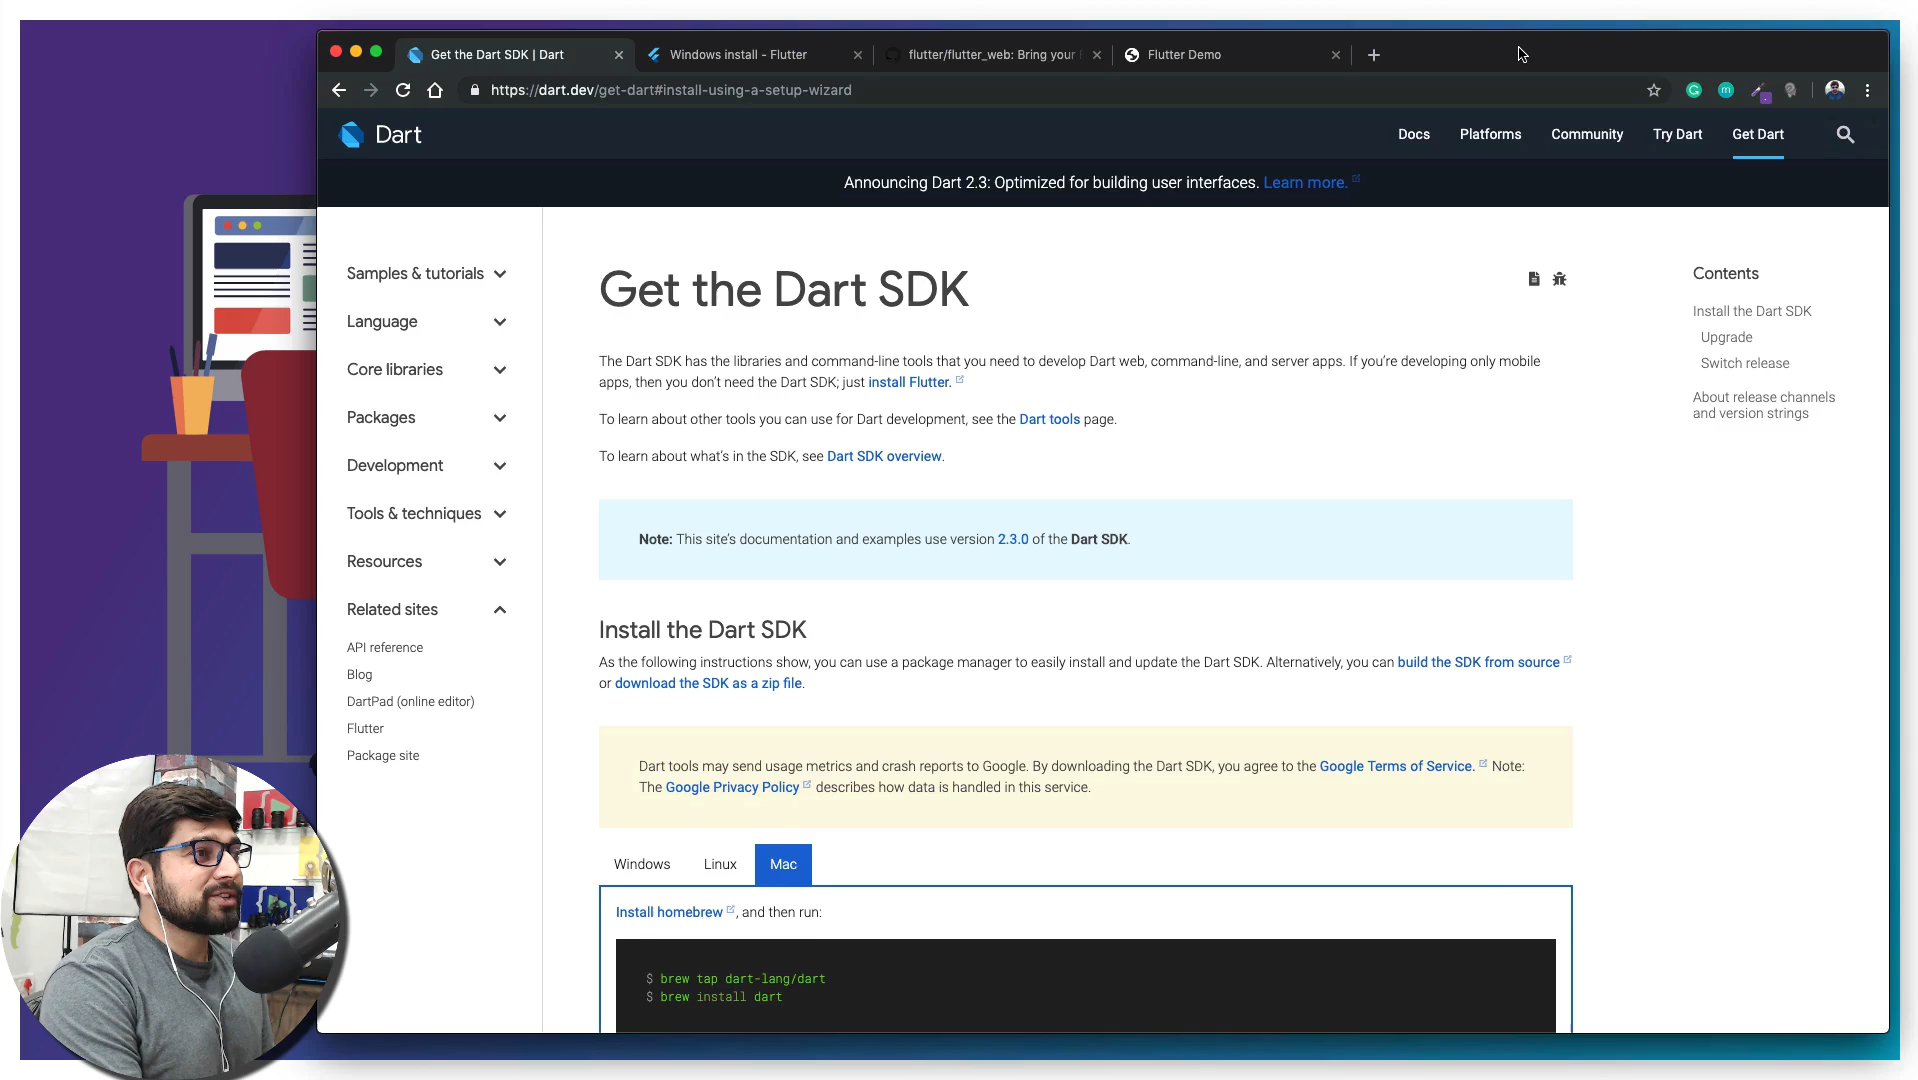 Get the Dart SDK | Dart
Windows install - Flutter
flutter/flutter_web: Bring your
Flutter Demo
https://dart.dev/get-dart#install-using-a-setup-wizard
Dart
Docs
Platforms
Community
Try Dart
Get Dart
Announcing Dart 2.3: Optimized for building user interfaces. Learn more.
Samples & tutorials
Language
Core libraries
Packages
Development
Tools & techniques
Resources
Related sites
API reference
Blog
DartPad (online editor)
Flutter
Package site
Get the Dart SDK
The Dart SDK has the libraries and command-line tools that you need to develop Dart web, command-line, and server apps. If you’re developing only mobile
apps, then you don’t need the Dart SDK; just install Flutter.
To learn about other tools you can use for Dart development, see the Dart tools page.
To learn about what’s in the SDK, see Dart SDK overview.
Note: This site’s documentation and examples use version 2.3.0 of the Dart SDK.
Install the Dart SDK
As the following instructions show, you can use a package manager to easily install and update the Dart SDK. Alternatively, you can build the SDK from source
or download the SDK as a zip file.
Dart tools may send usage metrics and crash reports to Google. By downloading the Dart SDK, you agree to the Google Terms of Service. Note:
The Google Privacy Policy describes how data is handled in this service.
Windows
Linux
Mac
Install homebrew, and then run:
$ brew tap dart-lang/dart
$ brew install dart
Contents
Install the Dart SDK
Upgrade
Switch release
About release channels
and version strings